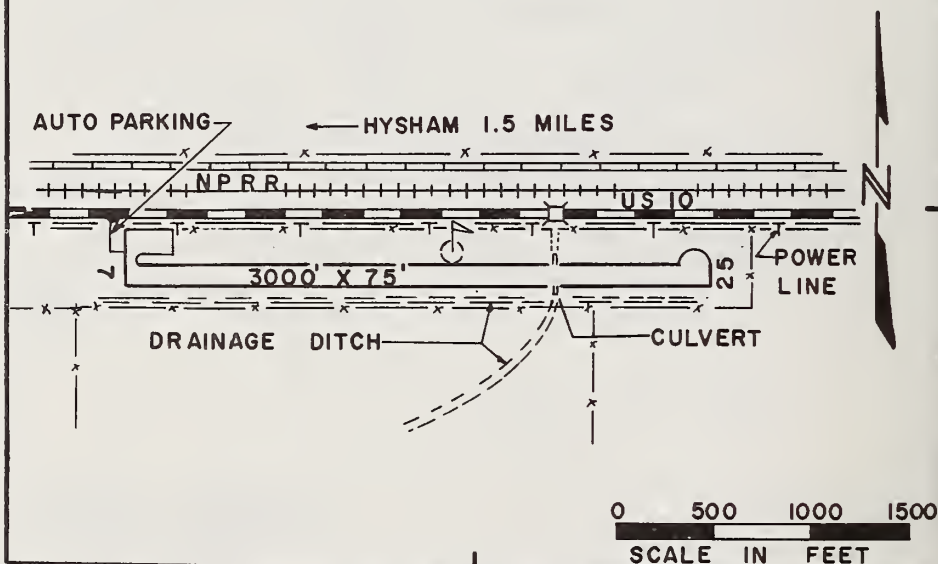 AUTO PARKING
HYSHAM 1.5 MILES
NPRR
US 10
N
7
3000' X 75'
25
POWER
LINE
DRAINAGE DITCH
CULVERT
0 500 1000 1500
SCALE IN FEET